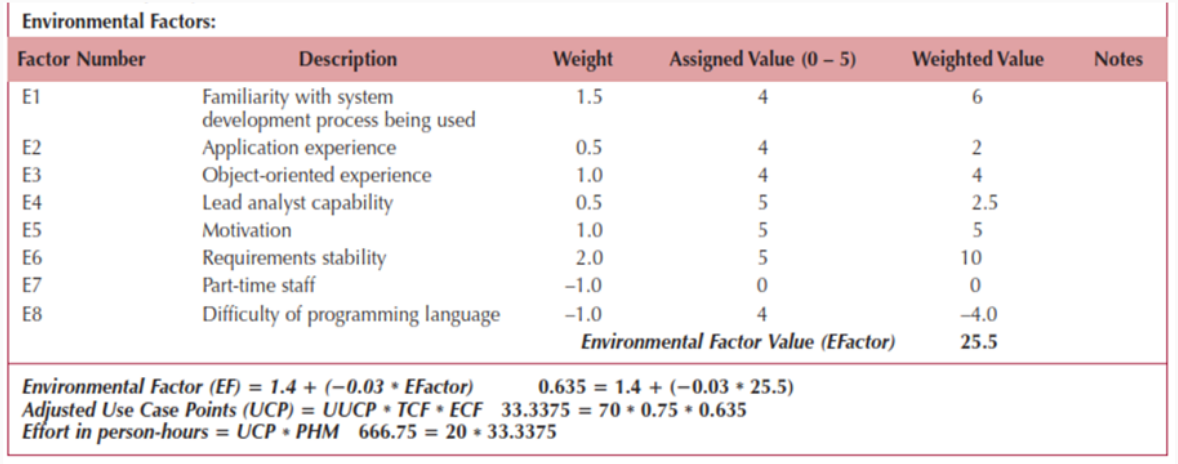 Environmental Factors:
Factor Number Description Weight Assigned Value (0 – 5) Weighted Value Notes
E1 Familiarity with system 1.5 4 6
development process being used
E2 Application experience 0.5 4 2
E3 Object-oriented experience 1.0 4 4
E4 Lead analyst capability 0.5 5 2.5
E5 Motivation 1.0 5 5
E6 Requirements stability 2.0 5 10
E7 Part-time staff –1.0 0 0
E8 Difficulty of programming language –1.0 4 –4.0
Environmental Factor Value (EFactor) 25.5
Environmental Factor (EF) = 1.4 + (–0.03 * EFactor) 0.635 = 1.4 + (–0.03 * 25.5)
Adjusted Use Case Points (UCP) = UUCP * TCF * ECF 33.3375 = 70 * 0.75 * 0.635
Effort in person-hours = UCP * PHM 666.75 = 20 * 33.3375